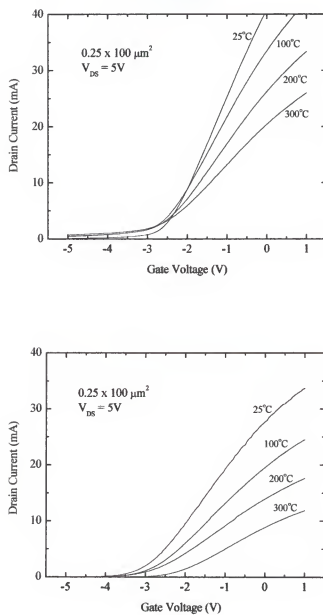 40
30
20
10
0
Drain Current (mA)
0.25 x 100 μm²
V_DS = 5V
25°C
100°C
200°C
300°C
-5 -4 -3 -2 -1 0 1
Gate Voltage (V)
40
30
20
10
0
Drain Current (mA)
0.25 x 100 μm²
V_DS = 5V
25°C
100°C
200°C
300°C
-5 -4 -3 -2 -1 0 1
Gate Voltage (V)